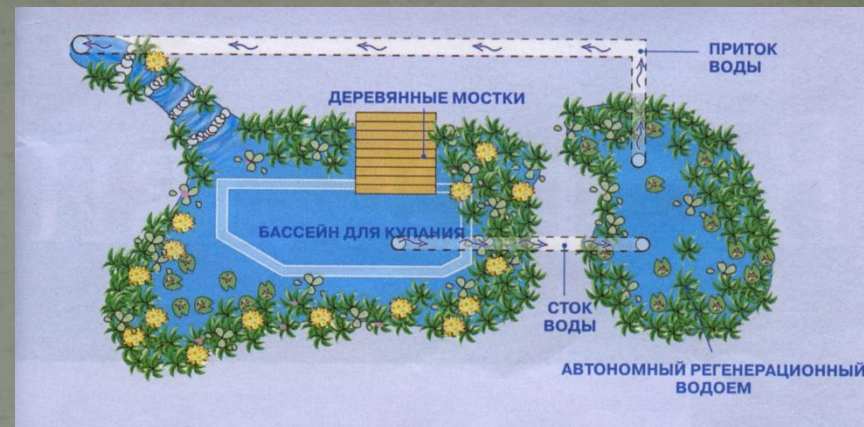 ПРИТОК
ВОДЫ
ДЕРЕВЯННЫЕ МОСТКИ
БАССЕЙН ДЛЯ КУПАНИЯ
СТОК
ВОДЫ
АВТОНОМНЫЙ РЕГЕНЕРАЦИОННЫЙ
ВОДОЕМ